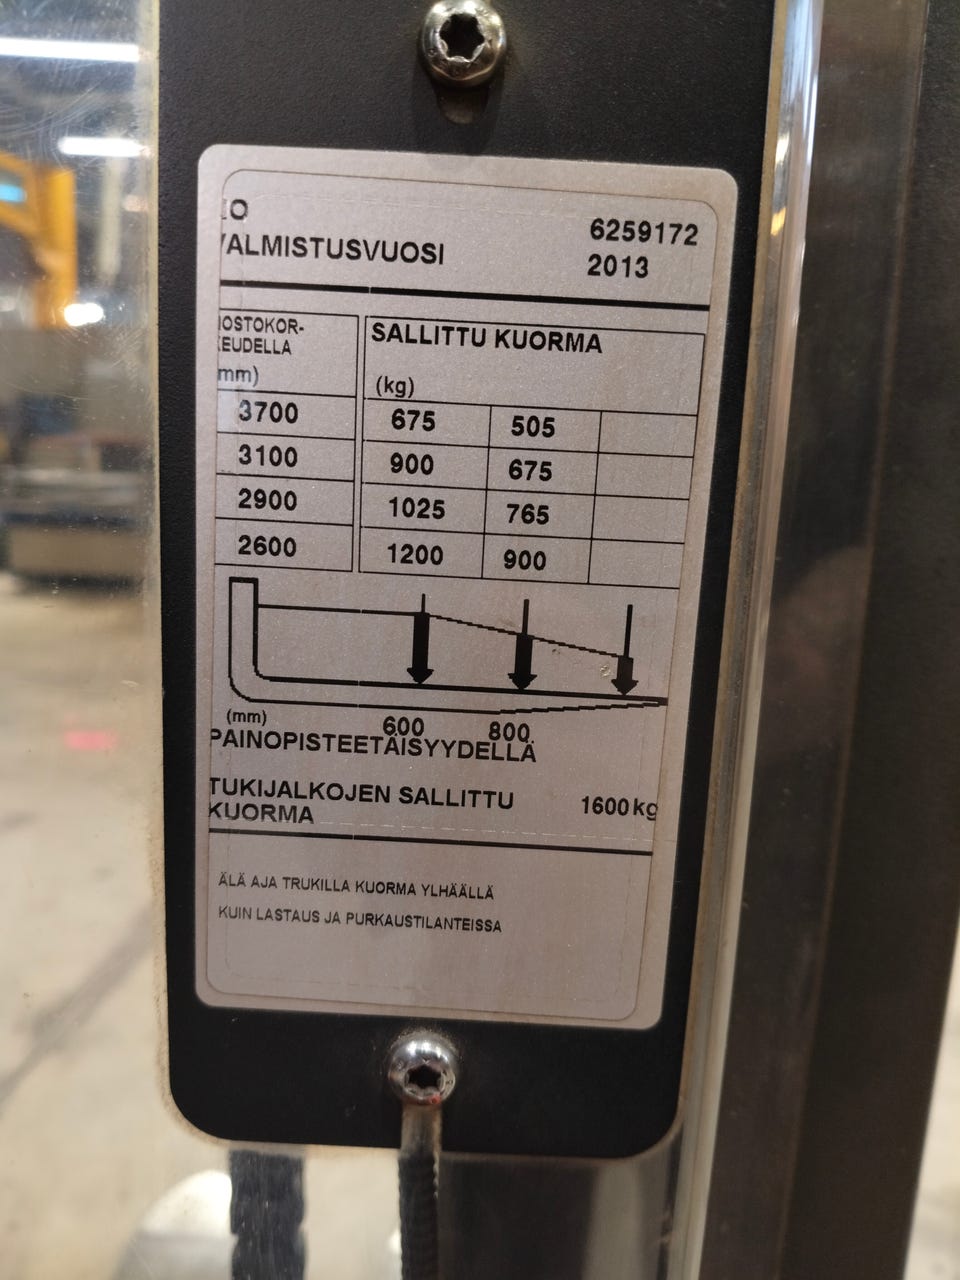 6259172
VALMISTUSVUOSI 2013
NOSTOKOR-
KEUDELLA
(mm)
SALLITTU KUORMA
(kg)
3700 675 505
3100 900 675
2900 1025 765
2600 1200 900
(mm) 600 800
PAINOPISTEETÄISYYDELLÄ
TUKIJALKOJEN SALLITTU
KUORMA 1600 kg
ÄLÄ AJA TRUKILLA KUORMA YLHÄÄLLÄ
KUIN LASTAUS JA PURKAUSTILANTEISSA